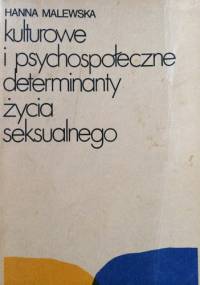 HANNA MALEWSKA
kulturowe
i psychospołeczne
determinanty
życia
seksualnego